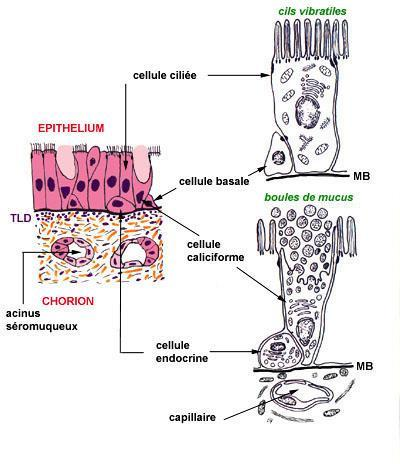 cils vibratiles
cellule ciliée
EPITHELIUM
cellule basale
MB
boules de mucus
TLD
cellule
caliciforme
CHORION
acinus
séromuqueux
cellule
endocrine
MB
capillaire